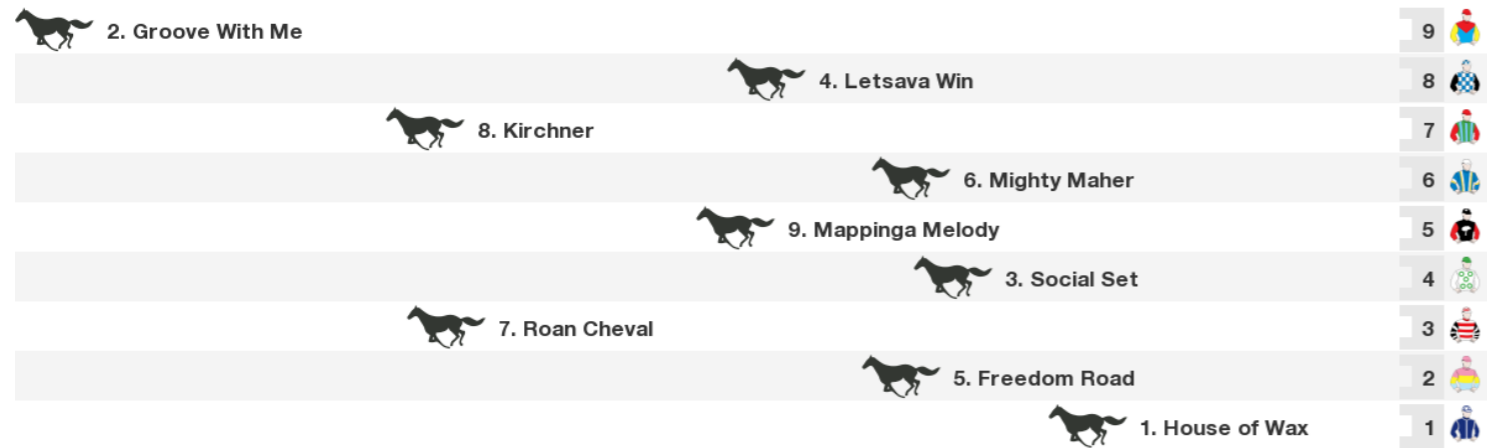 2. Groove With Me 9
4. Letsava Win 8
8. Kirchner 7
6. Mighty Maher 6
9. Mappinga Melody 5
3. Social Set 4
7. Roan Cheval 3
5. Freedom Road 2
1. House of Wax 1